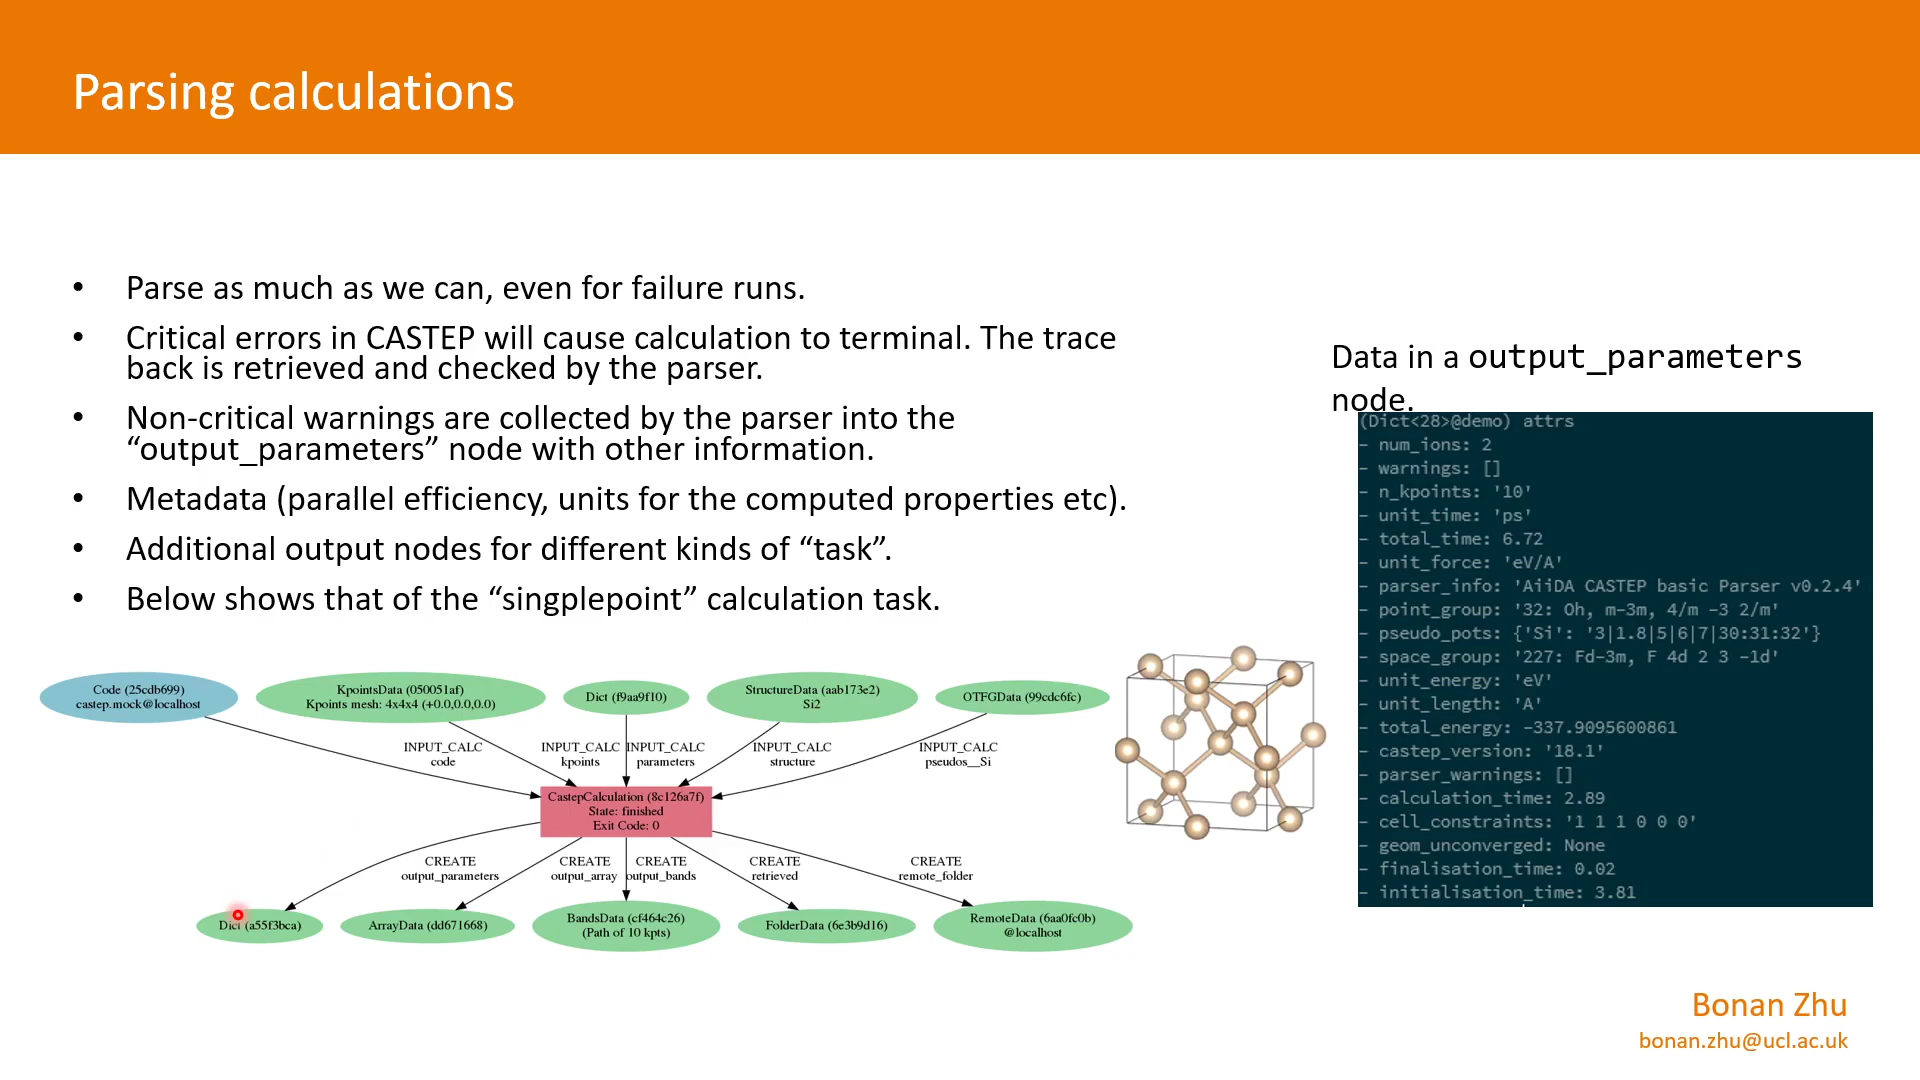 Parsing calculations
• Parse as much as we can, even for failure runs.
• Critical errors in CASTEP will cause calculation to terminal. The trace
back is retrieved and checked by the parser.
• Non-critical warnings are collected by the parser into the
“output_parameters” node with other information.
• Metadata (parallel efficiency, units for the computed properties etc).
• Additional output nodes for different kinds of “task”.
• Below shows that of the “singplepoint” calculation task.
Data in a output_parameters
node.
(Dict<28>@demo) attrs
- num_ions: 2
- warnings: []
- n_kpoints: '10'
- unit_time: 'ps'
- total_time: 6.72
- unit_force: 'eV/A'
- parser_info: 'AiiDA CASTEP basic Parser v0.2.4'
- point_group: '32: Oh, m-3m, 4/m -3 2/m'
- pseudo_pots: {'Si': '3|1.8|5|6|7|30:31:32'}
- space_group: '227: Fd-3m, F 4d 2 3 -1d'
- unit_energy: 'eV'
- unit_length: 'A'
- total_energy: -337.9095600861
- castep_version: '18.1'
- parser_warnings: []
- calculation_time: 2.89
- cell_constraints: '1 1 1 0 0 0'
- geom_unconverged: None
- finalisation_time: 0.02
- initialisation_time: 3.81
Code (25cdb699)
castep.mock@localhost
KpointsData (050051af)
Kpoints mesh: 4x4x4 (+0.0,0.0,0.0)
Dict (f9aa9f10)
StructureData (aab173e2)
Si2
OTFGData (99cdc6fc)
INPUT_CALC
code
INPUT_CALC
kpoints
INPUT_CALC
parameters
INPUT_CALC
structure
INPUT_CALC
pseudos__Si
CastepCalculation (8c126a7f)
State: finished
Exit Code: 0
CREATE
output_parameters
CREATE
output_array
CREATE
output_bands
CREATE
retrieved
CREATE
remote_folder
Dict (a55f3bca)
ArrayData (dd671668)
BandsData (cf464c26)
(Path of 10 kpts)
FolderData (6e3b9d16)
RemoteData (6aa0fc0b)
@localhost
Bonan Zhu
bonan.zhu@ucl.ac.uk